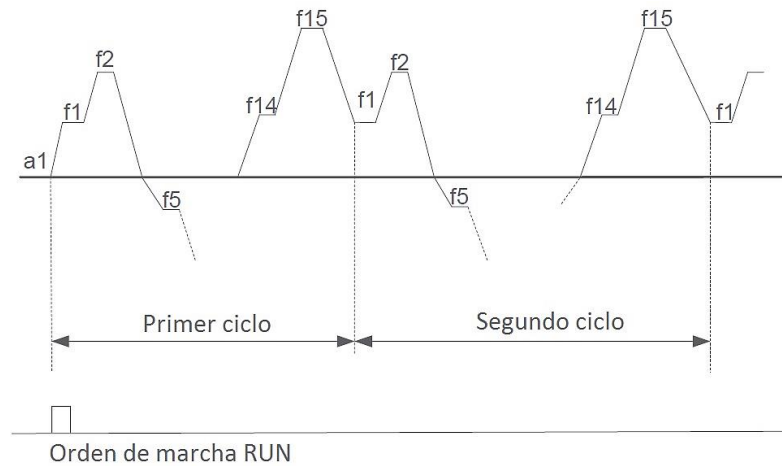 f15
f15
f2
f2
f1
f14
f1
f14
f1
a1
f5
f5
Primer ciclo
Segundo ciclo
Orden de marcha RUN